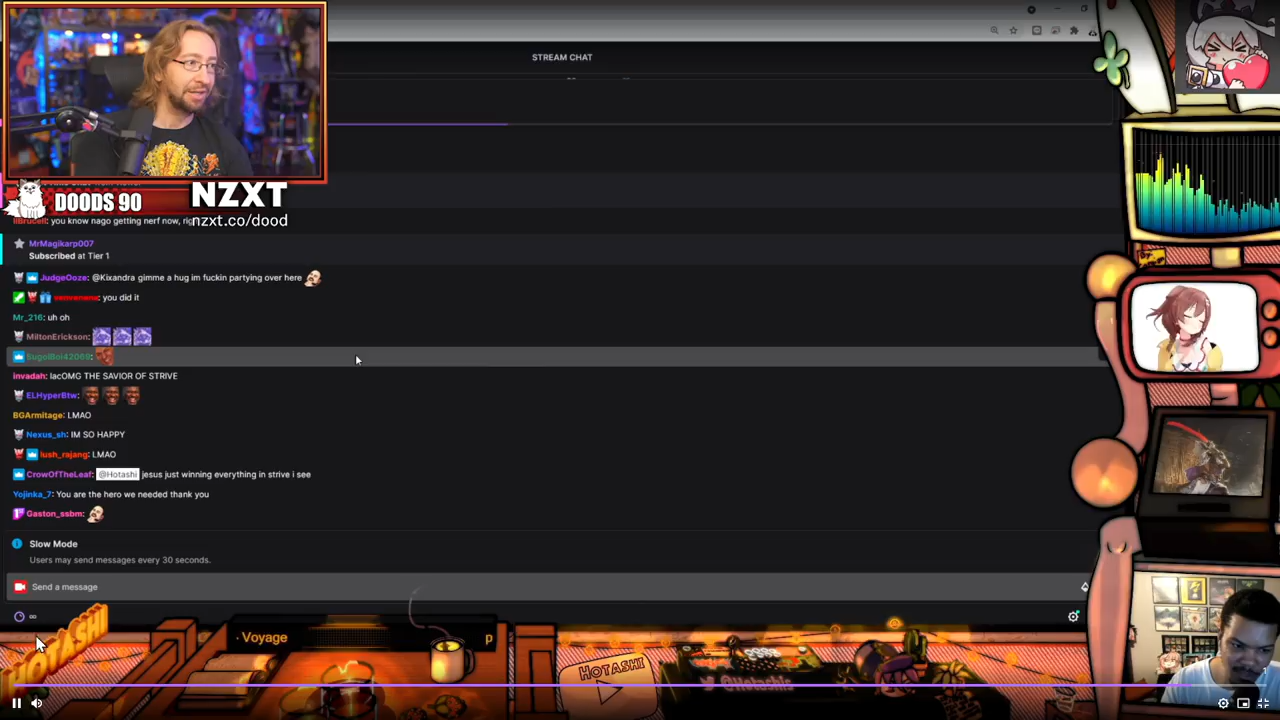 STREAM CHAT
DOODS 90
NZXT
nzxt.co/dood
liBrucell: you know nago getting nerf now,
MrMagikarp007
Subscribed at Tier 1
JudgeOoze: @Kixandra gimme a hug im fuckin partying over here
venvenena: you did it
Mr_216: uh oh
MiltonErickson:
SugoiBoi42069:
invadah: lacOMG THE SAVIOR OF STRIVE
ELHyperBtw:
BGArmitage: LMAO
Nexus_sh: IM SO HAPPY
lush_rajang: LMAO
CrowOfTheLeaf: @Hotashi jesus just winning everything in strive i see
Yojinka_7: You are the hero we needed thank you
Gaston_ssbm:
Slow Mode
Users may send messages every 30 seconds.
Send a message
∞
HOTASHI
· Voyage
p
HOTASHI
@Hotashi